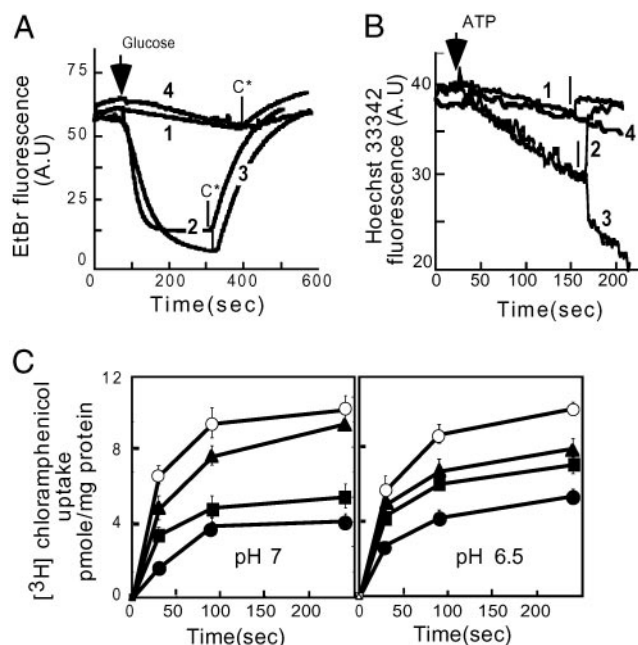 A
Glucose
EtBr fluorescence
(A.U)
7.5
50
25
0
4
1
2
3
C*
C*
0 200 400 600
Time(sec)
B
ATP
Hoechst 33342
fluorescence (A.U)
40
30
20
1
4
2
3
0 50 100 150 200
Time(sec)
C
[³H] chloramphenicol
uptake
pmole/mg protein
12
8
4
0
pH 7
pH 6.5
0 50 100 150 200
0 50 100 150 200
Time(sec)
Time(sec)